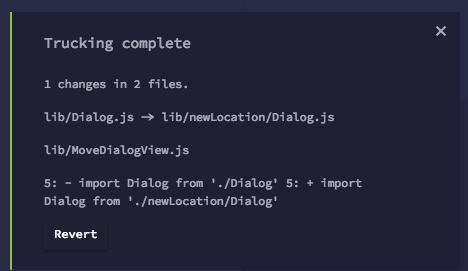 Trucking complete
1 changes in 2 files.
lib/Dialog.js → lib/newLocation/Dialog.js
lib/MoveDialogView.js
5: - import Dialog from './Dialog' 5: + import
Dialog from './newLocation/Dialog'
Revert